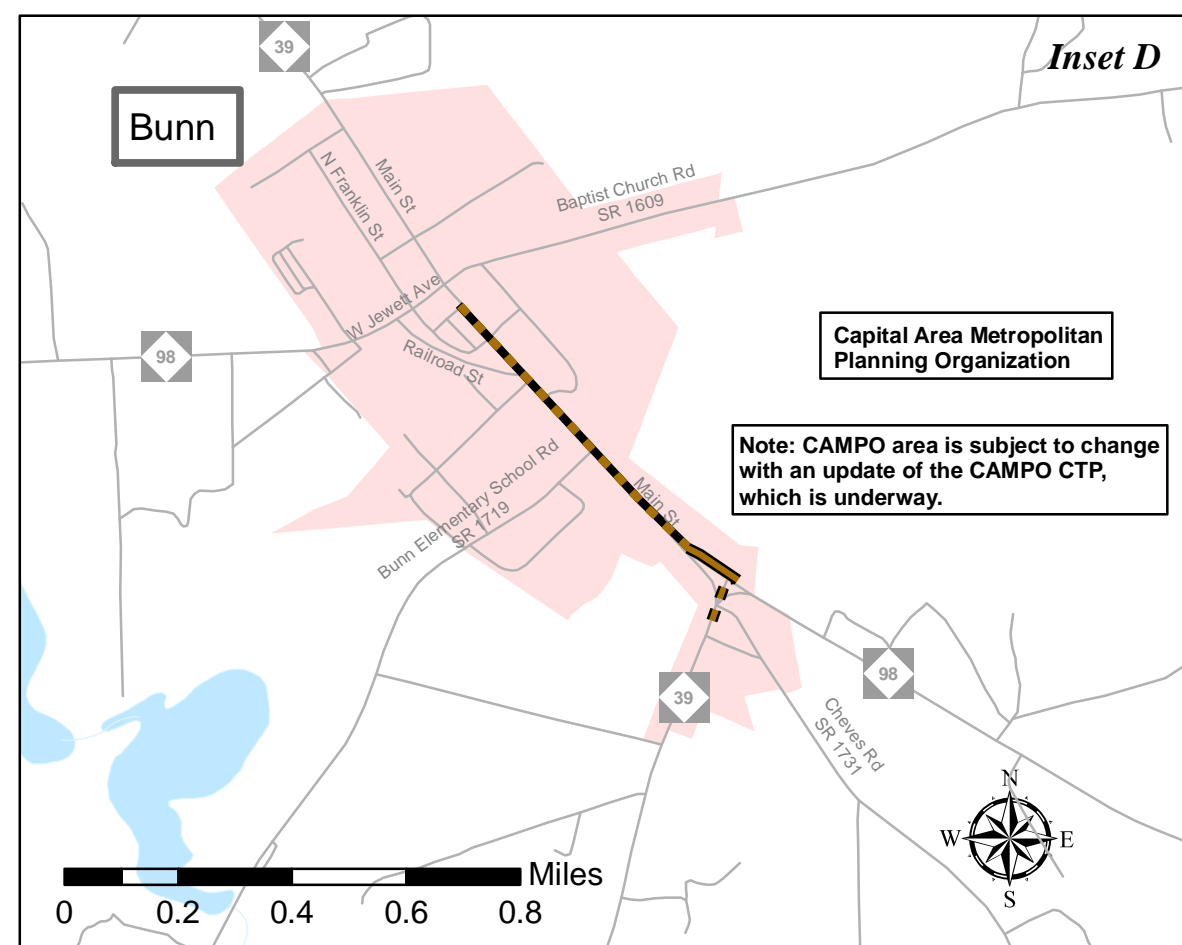 39
Inset D
Bunn
N Franklin St
Main St
Baptist Church Rd
SR 1609
W Jewett Ave
98
Railroad St
Capital Area Metropolitan
Planning Organization
Note: CAMPO area is subject to change
with an update of the CAMPO CTP,
which is underway.
Bunn Elementary School Rd
SR 1719
Main St
39
98
Cheves Rd
SR 1731
N
W
E
S
Miles
0
0.2
0.4
0.6
0.8